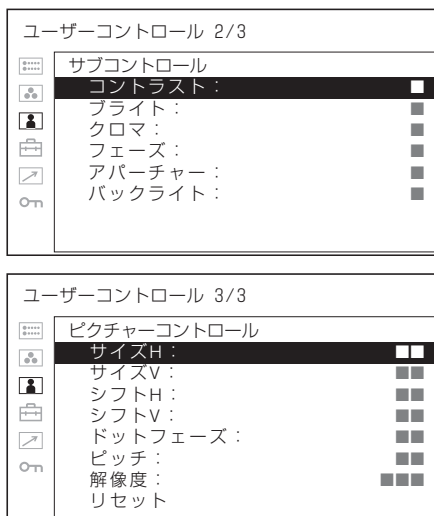 ユーザーコントロール 2/3
サブコントロール
コントラスト： ■
ブライト： ■
クロマ： ■
フェーズ： ■
アパーチャー： ■
バックライト： ■
ユーザーコントロール 3/3
ピクチャーコントロール
サイズH： ■■
サイズV： ■■
シフトH： ■■
シフトV： ■■
ドットフェーズ： ■■
ピッチ： ■■
解像度： ■■■
リセット